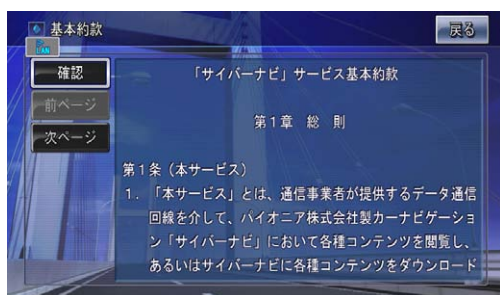 基本約款
戻る
LAN
確認
前ページ
次ページ
「サイバーナビ」サービス基本約款
第1章 総 則
第1条（本サービス）
1. 「本サービス」とは、通信事業者が提供するデータ通信
回線を介して、パイオニア株式会社製カーナビゲーショ
ン「サイバーナビ」において各種コンテンツを閲覧し、
あるいはサイバーナビに各種コンテンツをダウンロード